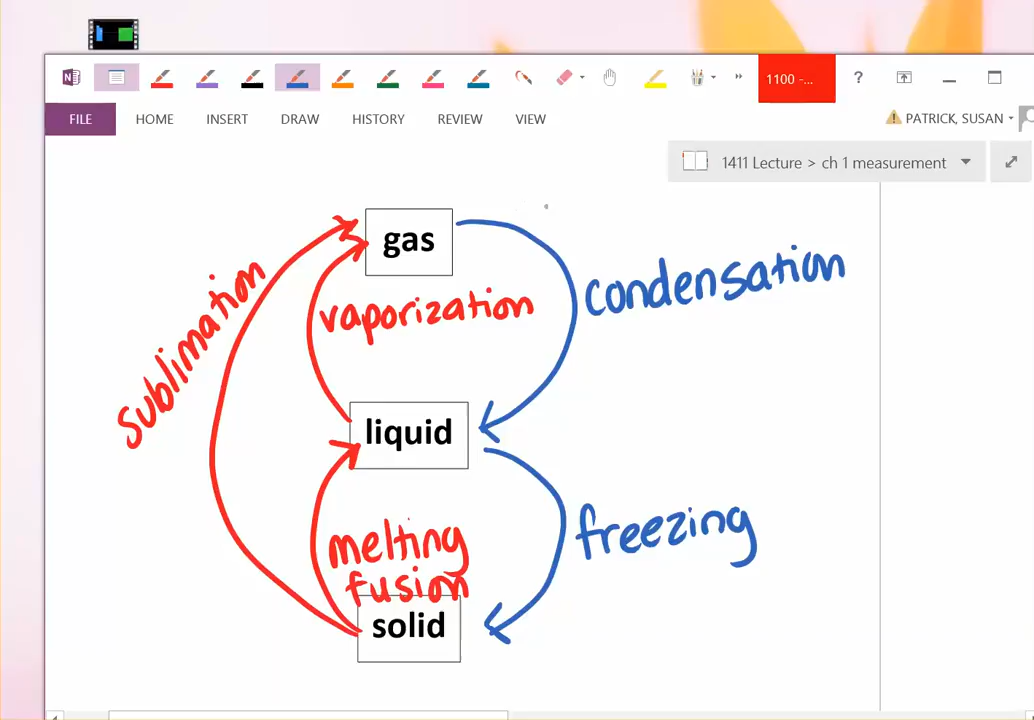 1100 -...
?
FILE
HOME
INSERT
DRAW
HISTORY
REVIEW
VIEW
PATRICK, SUSAN
1411 Lecture > ch 1 measurement
gas
sublimation
vaporization
condensation
liquid
melting
fusion
freezing
solid